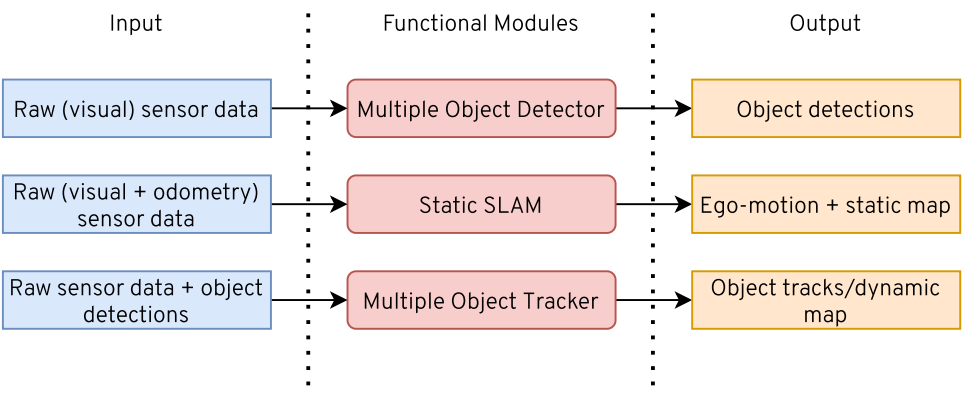 Input
Functional Modules
Output
Raw (visual) sensor data
Multiple Object Detector
Object detections
Raw (visual + odometry)
sensor data
Static SLAM
Ego-motion + static map
Raw sensor data + object
detections
Multiple Object Tracker
Object tracks/dynamic
map